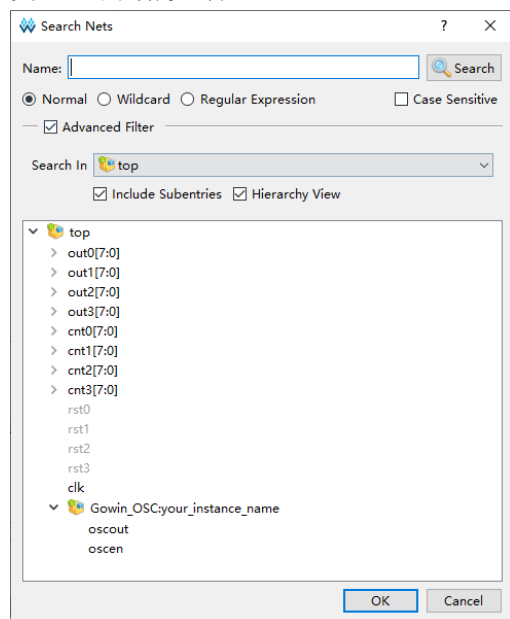 Search Nets ? ×
Name: Search
Normal Wildcard Regular Expression Case Sensitive
Advanced Filter
Search In top
Include Subentries Hierarchy View
top
out0[7:0]
out1[7:0]
out2[7:0]
out3[7:0]
cnt0[7:0]
cnt1[7:0]
cnt2[7:0]
cnt3[7:0]
rst0
rst1
rst2
rst3
clk
Gowin_OSC:your_instance_name
oscout
oscen
OK Cancel